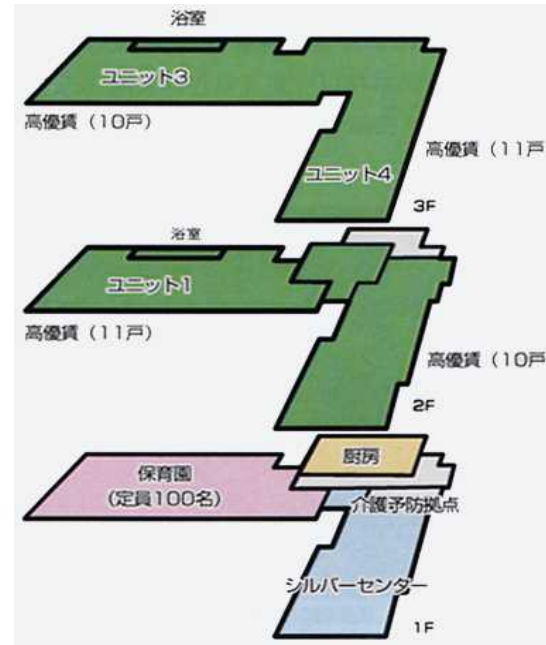 浴室
ユニット3
高優賃（10戸）
高優賃（11戸
ユニット4
3F
浴室
ユニット1
高優賃（11戸）
高優賃（10戸
2F
厨房
保育園
（定員100名）
介護予防拠点
シルバーセンター
1F